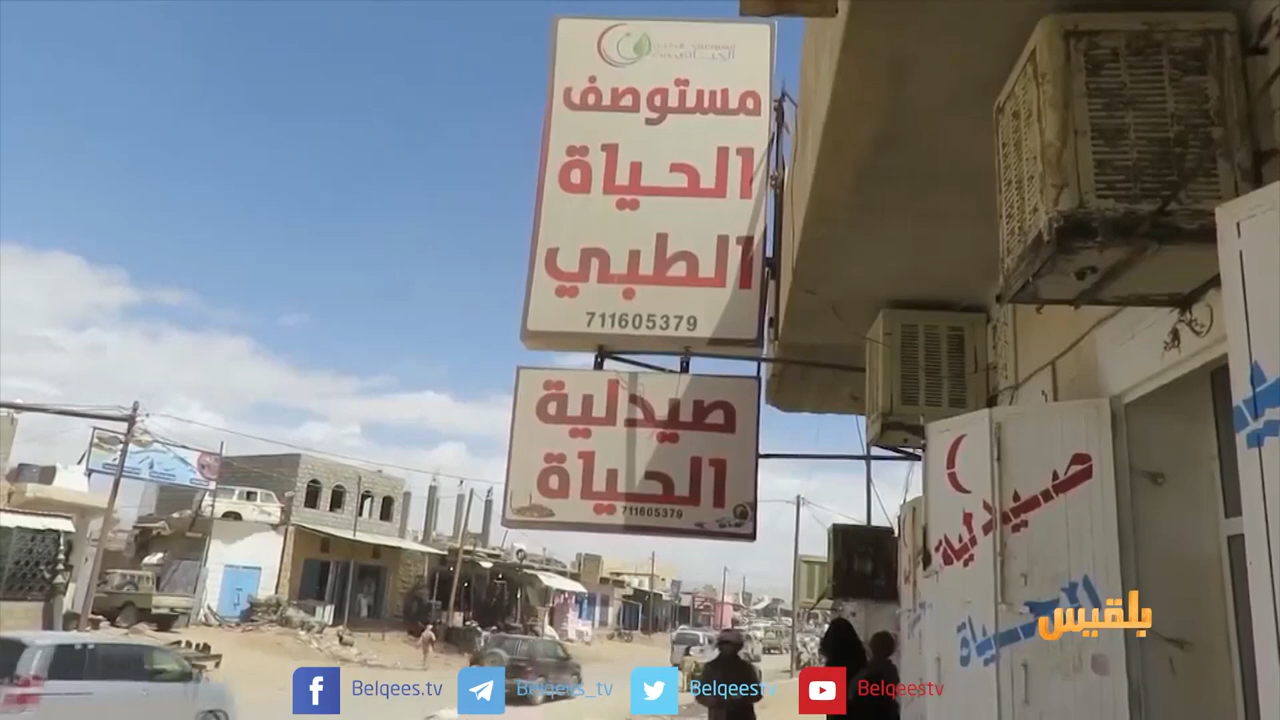 مستوصف
الحياة
الطبي
711605379
صيدلية
الحياة
711605379
صيدلية
الحياة
بلقيس
Belqees.tv
Belqees_tv
Belqeestv
Belqeestv